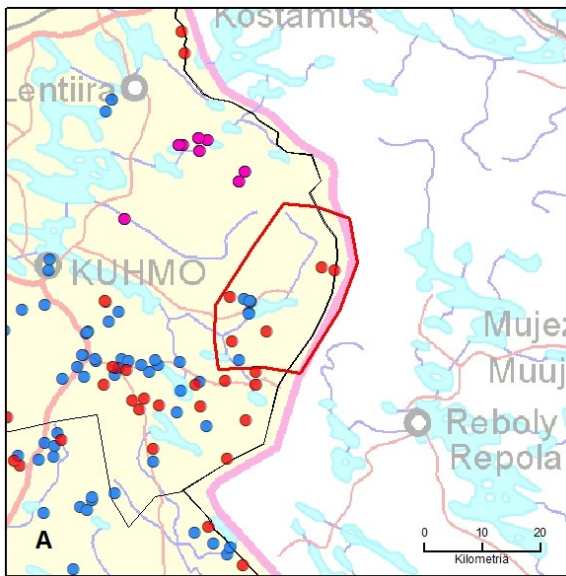 Kostamus
Lentiira
KUHMO
Mujez
Muuj
Reboly
Repola
A
0 10 20
Kilometriä